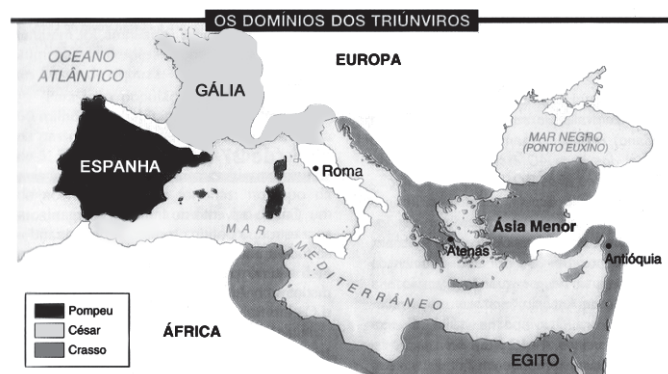 OS DOMÍNIOS DOS TRIÚNVIROS
OCEANO
ATLÂNTICO
EUROPA
GÁLIA
MAR NEGRO
(PONTO EUXINO)
ESPANHA
Roma
Ásia Menor
Atenas
Antióquia
MAR MEDITERRÂNEO
Pompeu
César
Crasso
ÁFRICA
EGITO